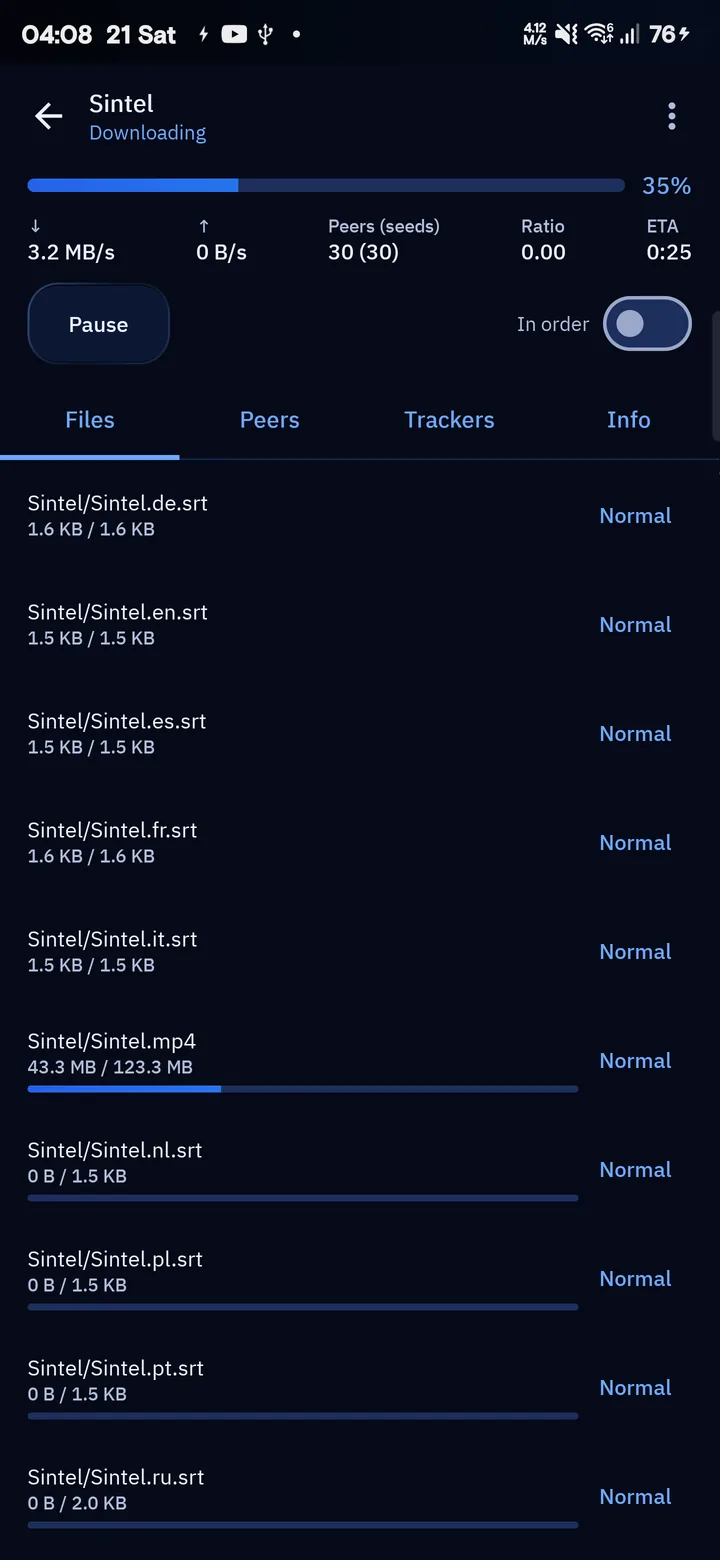 04:08 21 Sat
4.12 M/s 6 76
Sintel
Downloading
35%
↓ ↑ Peers (seeds) Ratio ETA
3.2 MB/s 0 B/s 30 (30) 0.00 0:25
Pause In order
Files Peers Trackers Info
Sintel/Sintel.de.srt
1.6 KB / 1.6 KB
Normal
Sintel/Sintel.en.srt
1.5 KB / 1.5 KB
Normal
Sintel/Sintel.es.srt
1.5 KB / 1.5 KB
Normal
Sintel/Sintel.fr.srt
1.6 KB / 1.6 KB
Normal
Sintel/Sintel.it.srt
1.5 KB / 1.5 KB
Normal
Sintel/Sintel.mp4
43.3 MB / 123.3 MB
Normal
Sintel/Sintel.nl.srt
0 B / 1.5 KB
Normal
Sintel/Sintel.pl.srt
0 B / 1.5 KB
Normal
Sintel/Sintel.pt.srt
0 B / 1.5 KB
Normal
Sintel/Sintel.ru.srt
0 B / 2.0 KB
Normal